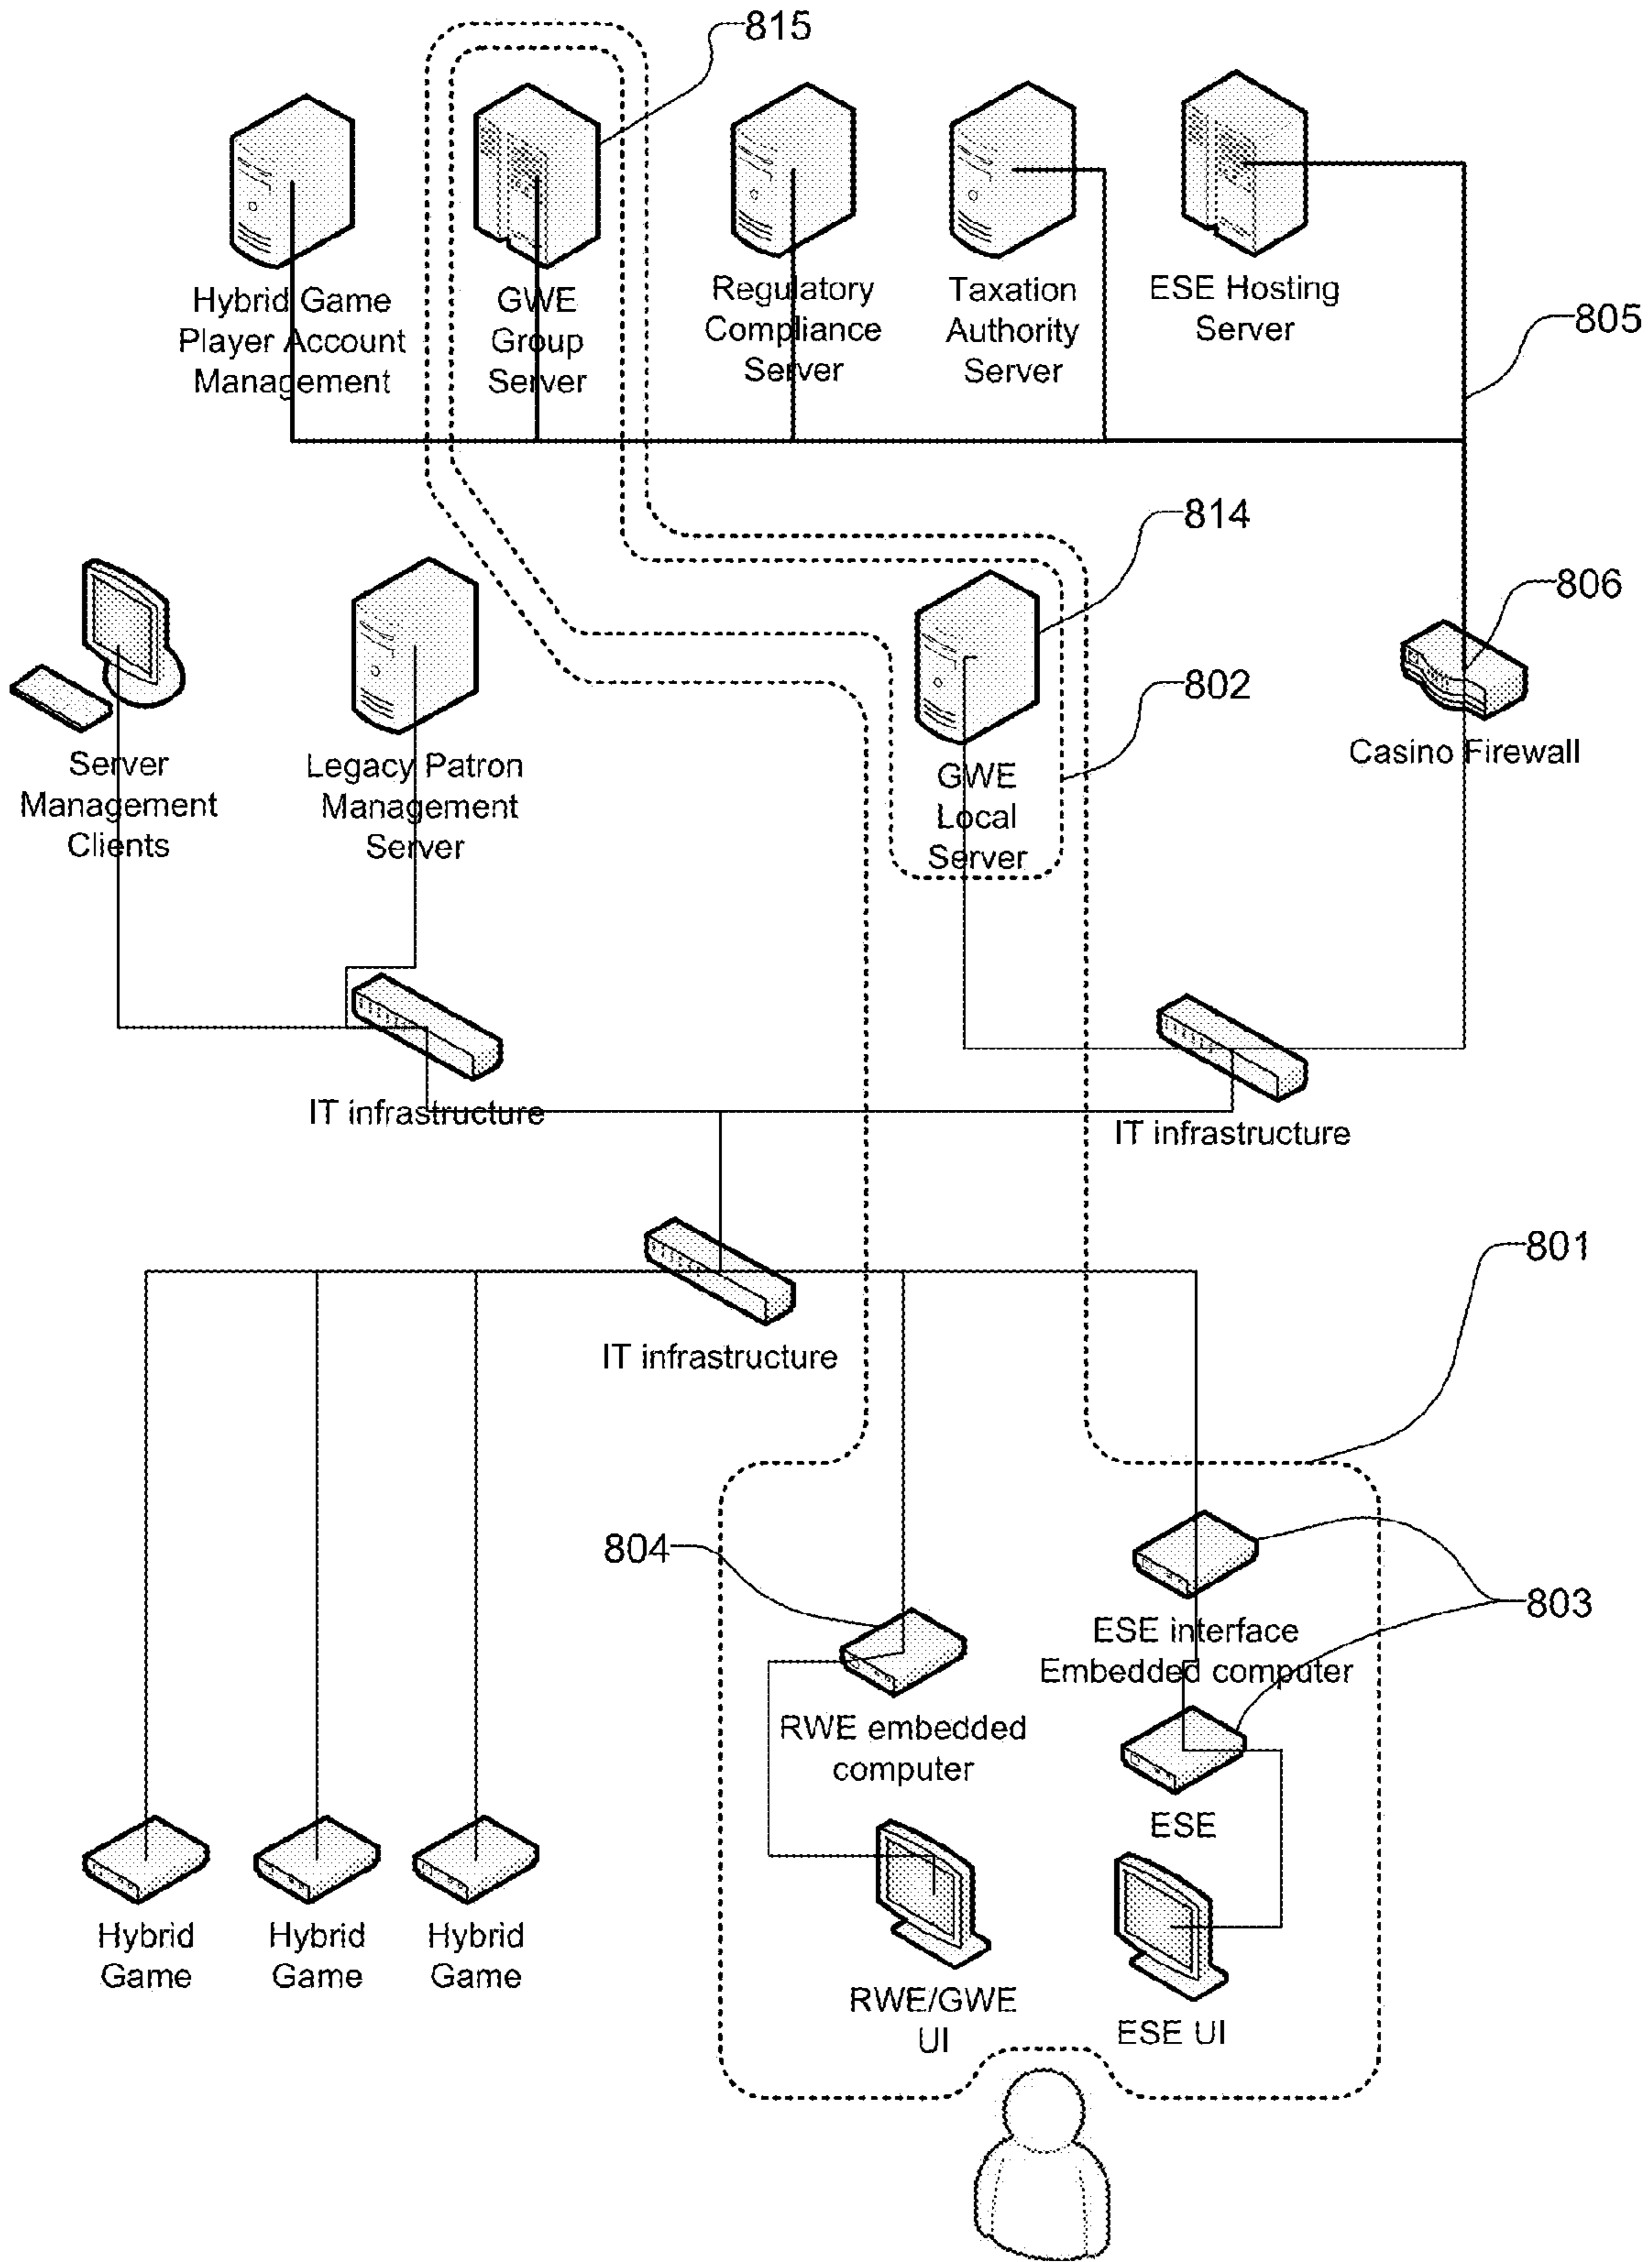 815
Hybrid Game
Player Account
Management
GWE
Group
Server
Regulatory
Compliance
Server
Taxation
Authority
Server
ESE Hosting
Server
805
814
806
802
Server
Management
Clients
Legacy Patron
Management
Server
GWE
Local
Server
Casino Firewall
IT infrastructure
IT infrastructure
801
IT infrastructure
804
803
ESE interface
Embedded computer
RWE embedded
computer
ESE
Hybrid
Game
Hybrid
Game
Hybrid
Game
RWE/GWE
UI
ESE UI